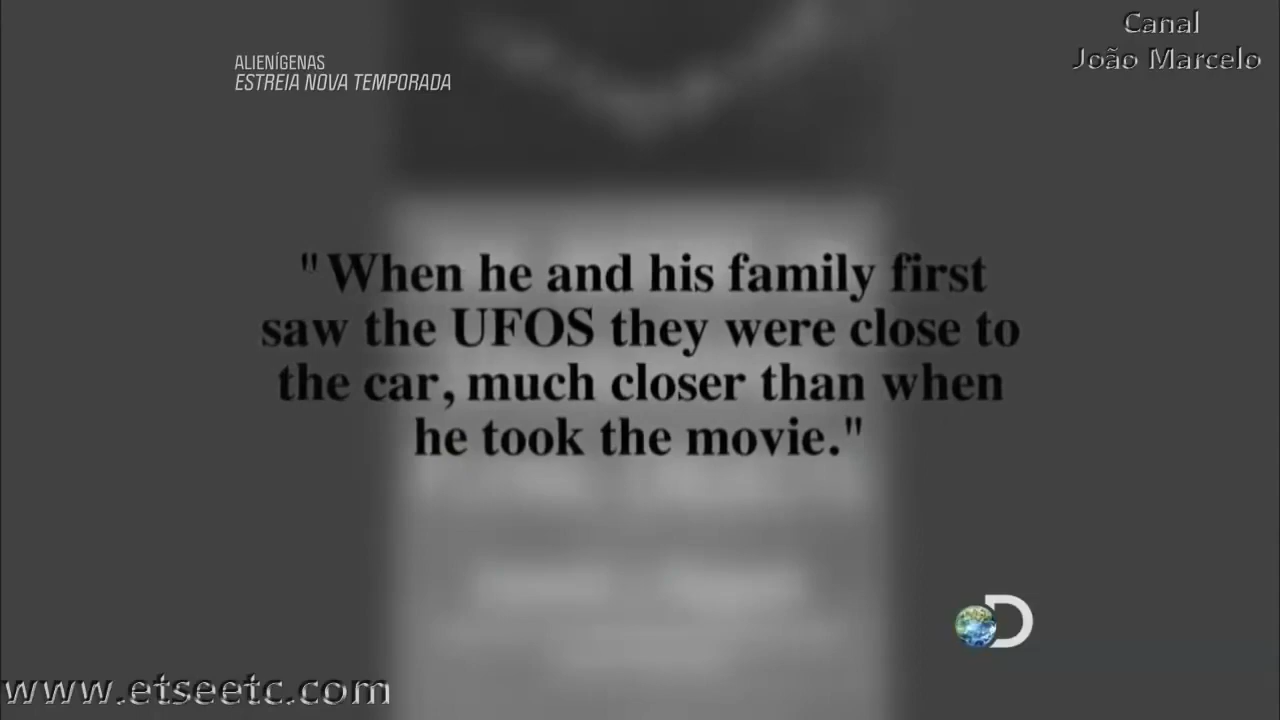 Canal
João Marcelo
ALIENÍGENAS
ESTREIA NOVA TEMPORADA
"When he and his family first
saw the UFOS they were close to
the car, much closer than when
he took the movie."
D
www.etseetc.com